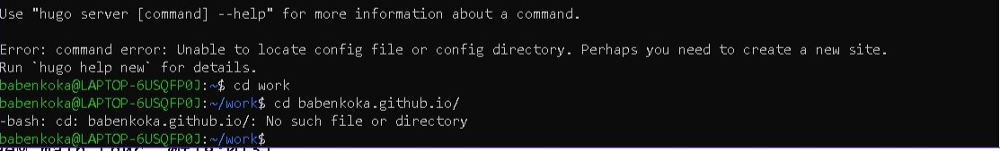 Use "hugo server [command] --help" for more information about a command.
Error: command error: Unable to locate config file or config directory. Perhaps you need to create a new site.
Run `hugo help new` for details.
babenkoka@LAPTOP-6USQFP0J:~$ cd work
babenkoka@LAPTOP-6USQFP0J:~/work$ cd babenkoka.github.io/
-bash: cd: babenkoka.github.io/: No such file or directory
babenkoka@LAPTOP-6USQFP0J:~/work$